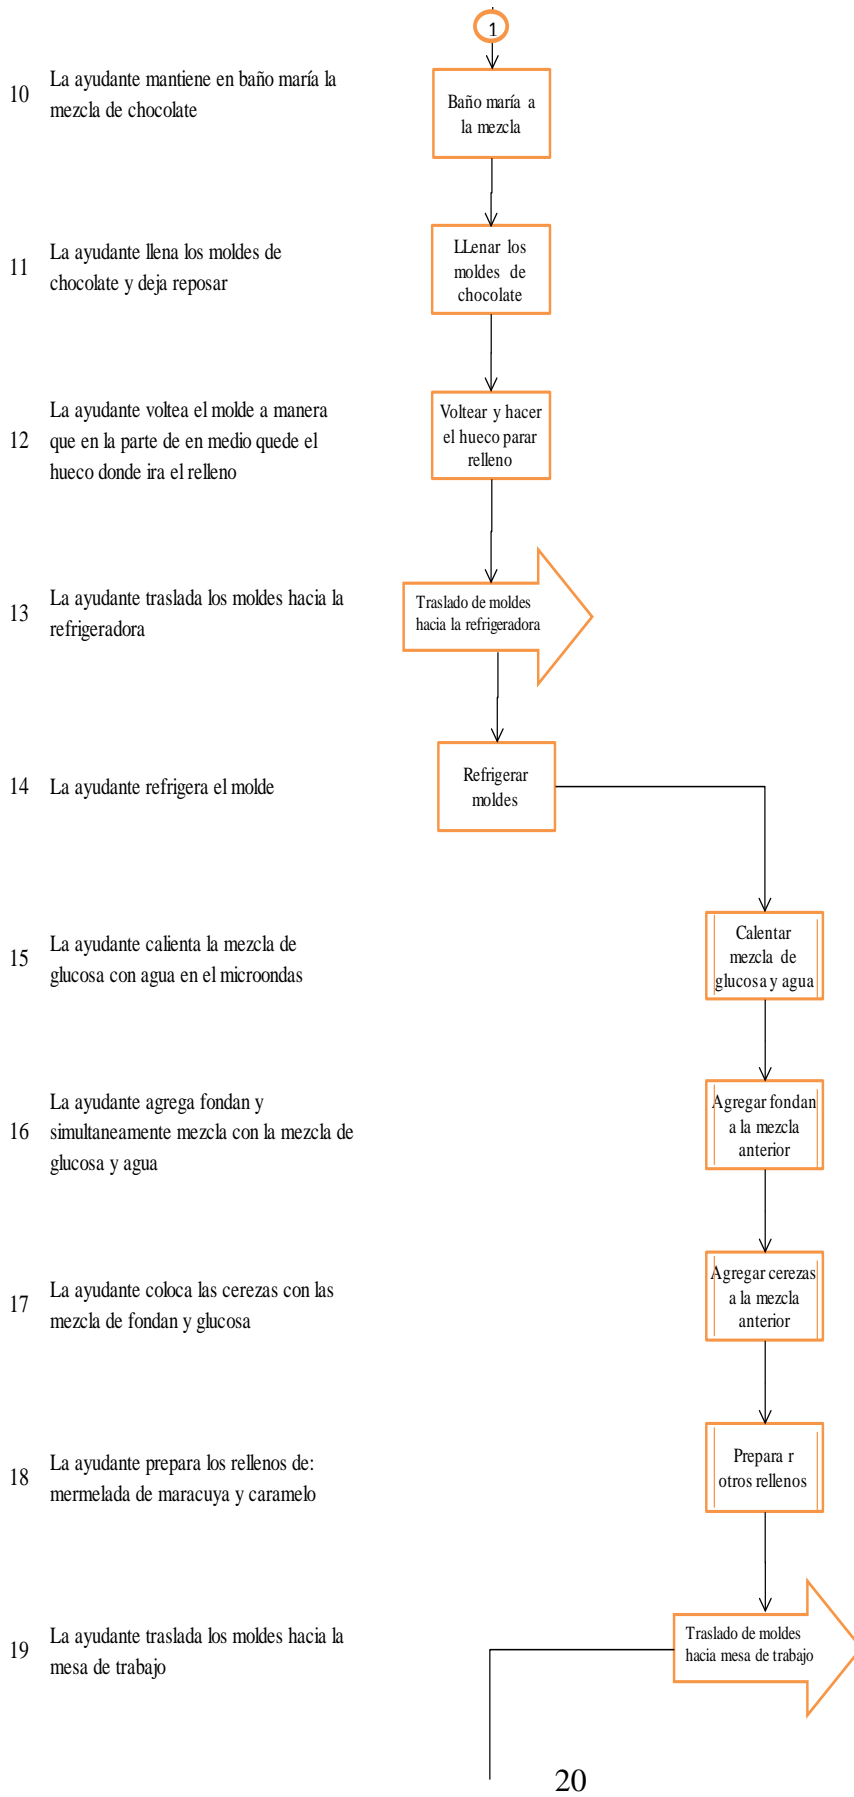 1
10
La ayudante mantiene en baño maría la
mezcla de chocolate
Baño maría a
la mezcla
11
La ayudante llena los moldes de
chocolate y deja reposar
LLenar los
moldes de
chocolate
12
La ayudante voltea el molde a manera
que en la parte de en medio quede el
hueco donde ira el relleno
Voltear y hacer
el hueco parar
relleno
13
La ayudante traslada los moldes hacia la
refrigeradora
Traslado de moldes
hacia la refrigeradora
14
La ayudante refrigera el molde
Refrigerar
moldes
15
La ayudante calienta la mezcla de
glucosa con agua en el microondas
Calentar
mezcla de
glucosa y agua
16
La ayudante agrega fondan y
simultaneamente mezcla con la mezcla de
glucosa y agua
Agregar fondan
a la mezcla
anterior
17
La ayudante coloca las cerezas con las
mezcla de fondan y glucosa
Agregar cerezas
a la mezcla
anterior
18
La ayudante prepara los rellenos de:
mermelada de maracuya y caramelo
Prepara r
otros rellenos
19
La ayudante traslada los moldes hacia la
mesa de trabajo
Traslado de moldes
hacia mesa de trabajo
20